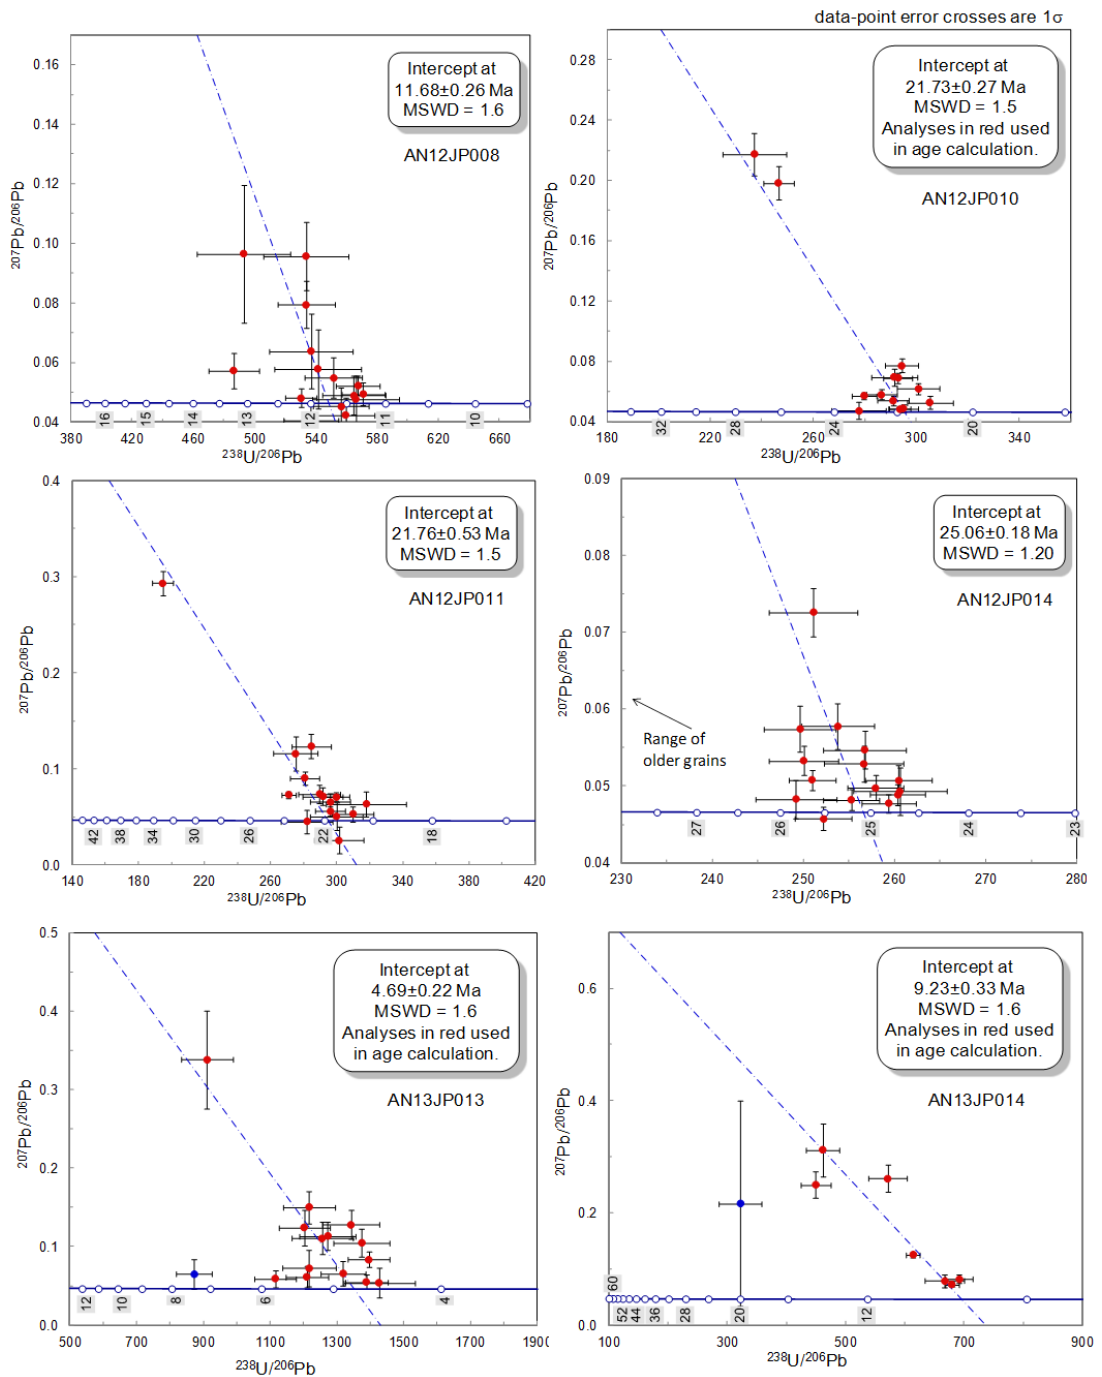 data-point error crosses are 1σ
Intercept at
11.68±0.26 Ma
MSWD = 1.6
AN12JP008
207Pb/206Pb
0.16
0.14
0.12
0.10
0.08
0.06
0.04
16
15
14
13
12
11
10
380
420
460
500
540
580
620
660
238U/206Pb
Intercept at
21.73±0.27 Ma
MSWD = 1.5
Analyses in red used
in age calculation.
AN12JP010
207Pb/206Pb
0.28
0.24
0.20
0.16
0.12
0.08
0.04
32
28
24
20
180
220
260
300
340
238U/206Pb
Intercept at
21.76±0.53 Ma
MSWD = 1.5
AN12JP011
207Pb/206Pb
0.4
0.3
0.2
0.1
0.0
42
38
34
30
26
22
18
140
180
220
260
300
340
380
420
238U/206Pb
Intercept at
25.06±0.18 Ma
MSWD = 1.20
AN12JP014
207Pb/206Pb
0.09
0.08
0.07
0.06
0.05
0.04
Range of
older grains
27
26
25
24
23
230
240
250
260
270
280
238U/206Pb
Intercept at
4.69±0.22 Ma
MSWD = 1.6
Analyses in red used
in age calculation.
AN13JP013
207Pb/206Pb
0.5
0.4
0.3
0.2
0.1
0.0
12
10
8
6
4
500
700
900
1100
1300
1500
1700
1900
238U/206Pb
Intercept at
9.23±0.33 Ma
MSWD = 1.6
Analyses in red used
in age calculation.
AN13JP014
207Pb/206Pb
0.6
0.4
0.2
0.0
60
52
44
36
28
20
12
100
300
500
700
900
238U/206Pb